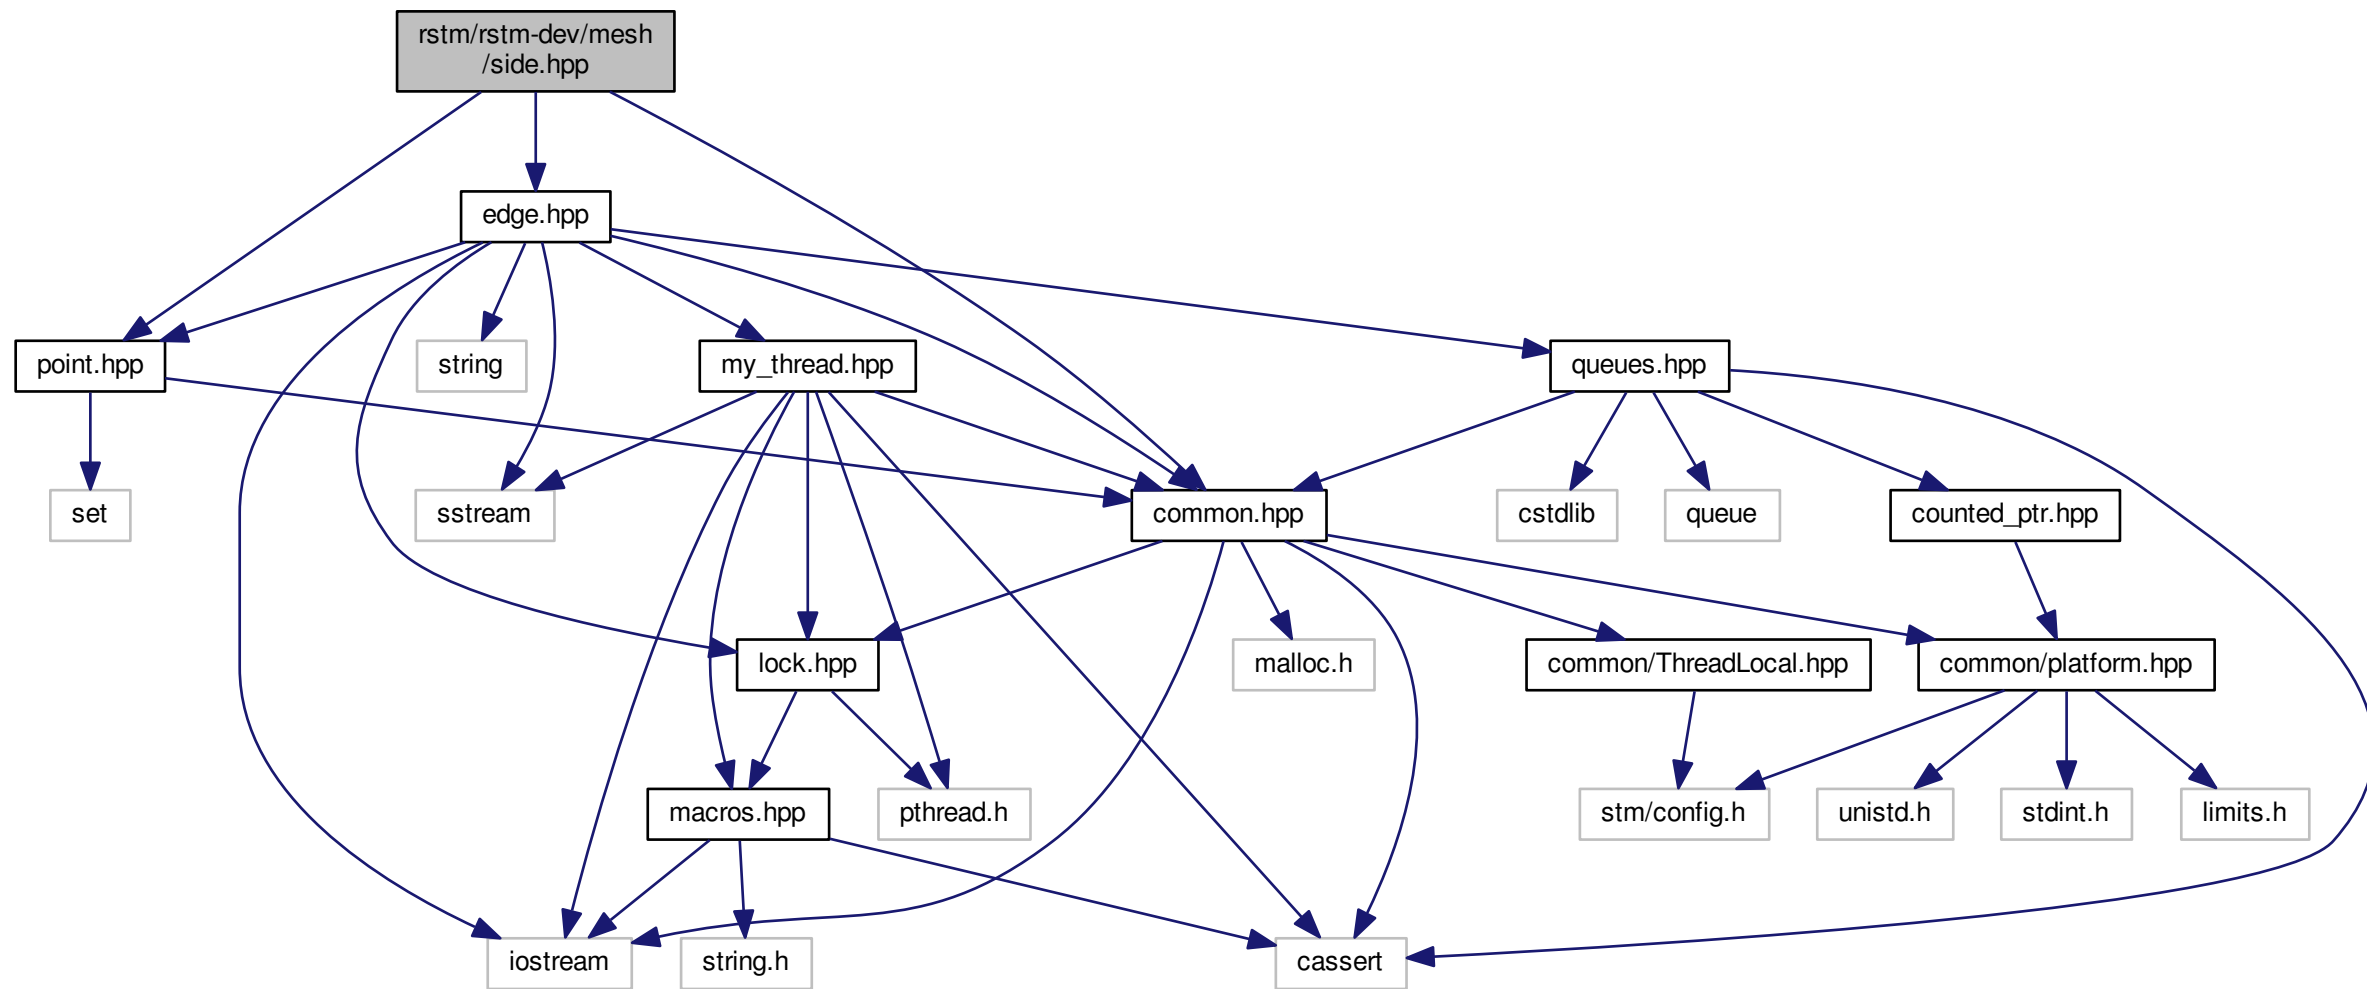 rstm/rstm-dev/mesh
/side.hpp
edge.hpp
point.hpp
string
my_thread.hpp
queues.hpp
set
sstream
common.hpp
cstdlib
queue
counted_ptr.hpp
lock.hpp
malloc.h
common/ThreadLocal.hpp
common/platform.hpp
macros.hpp
pthread.h
stm/config.h
unistd.h
stdint.h
limits.h
iostream
string.h
cassert